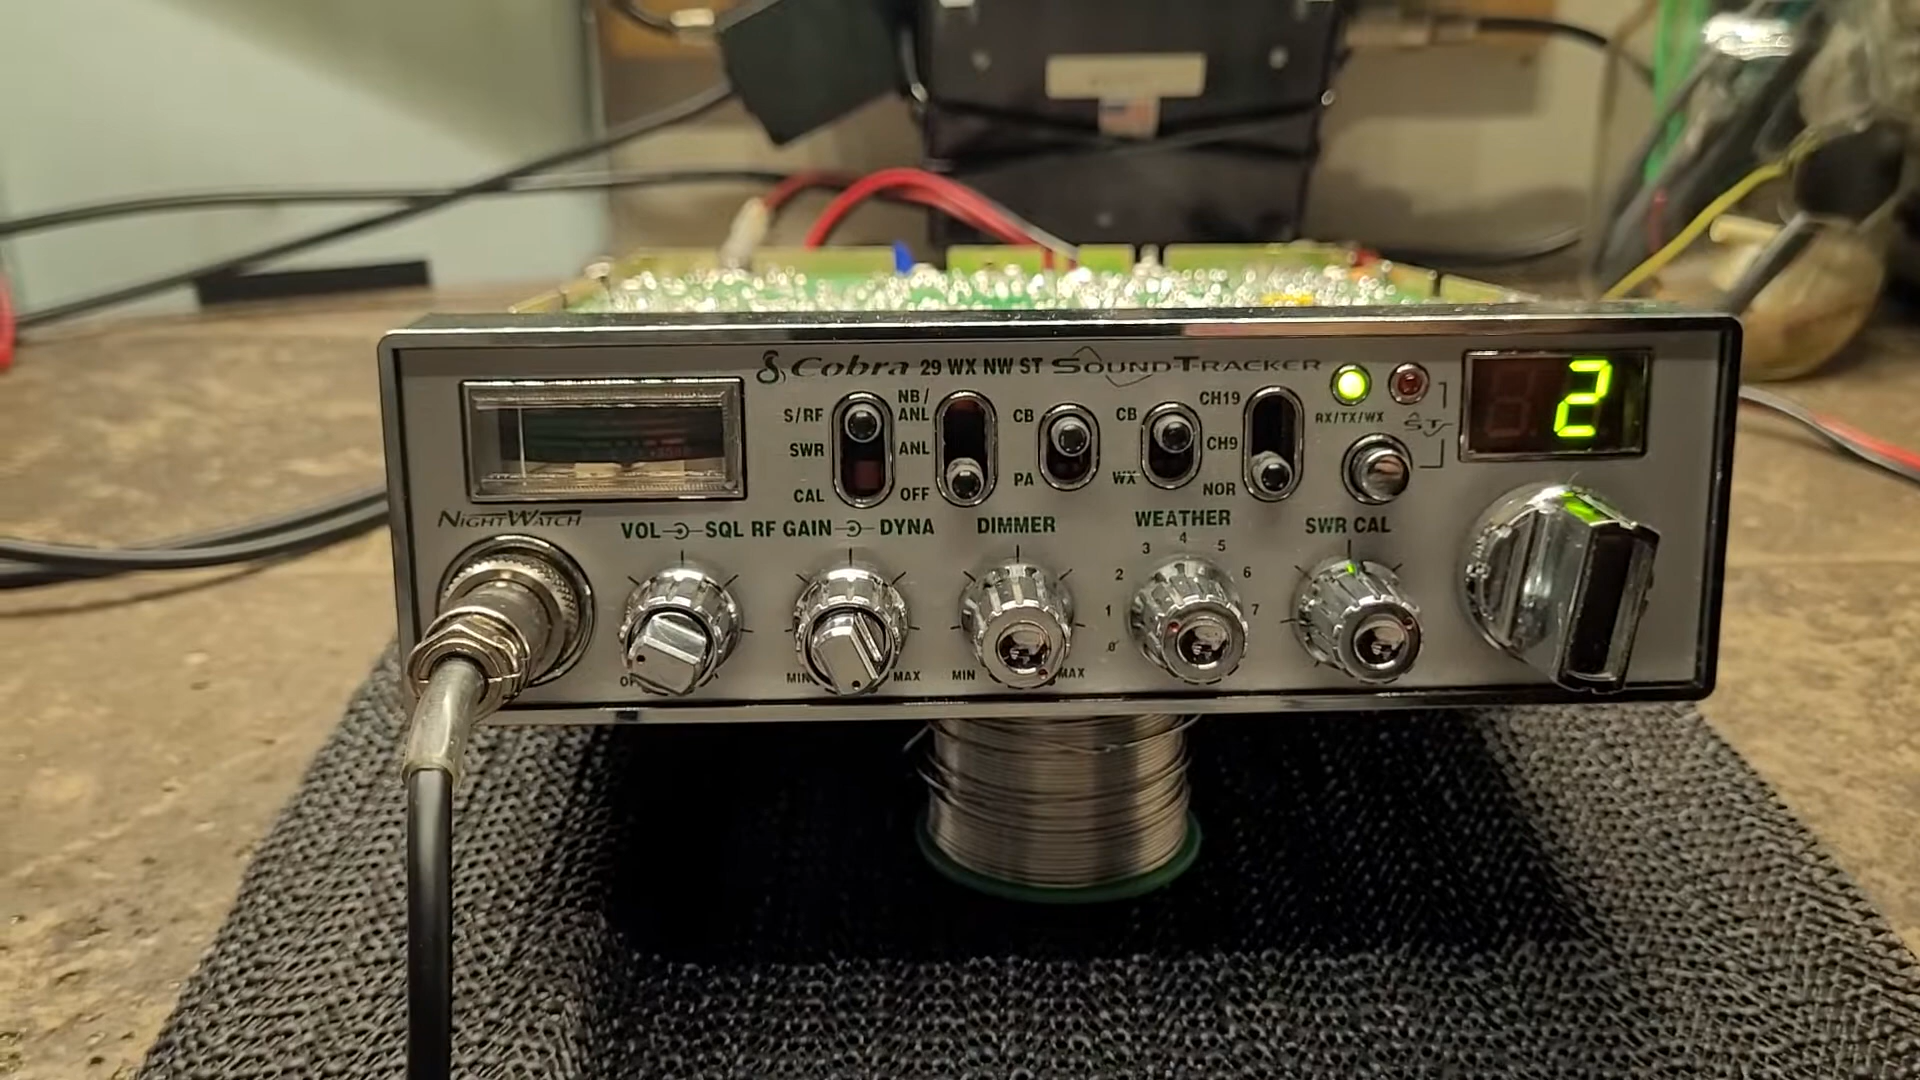 Cobra 29 WX NW ST SOUNDTRACKER
2
S/RF
SWR
CAL
NB/
ANL
ANL
OFF
CB
PA
CB
WX
CH19
CH9
NOR
RX/TX/WX
ST
NIGHTWATCH
VOL SQL RF GAIN DYNA DIMMER WEATHER SWR CAL
MIN MAX
MIN MAX
1 2 3 4 5 6 7